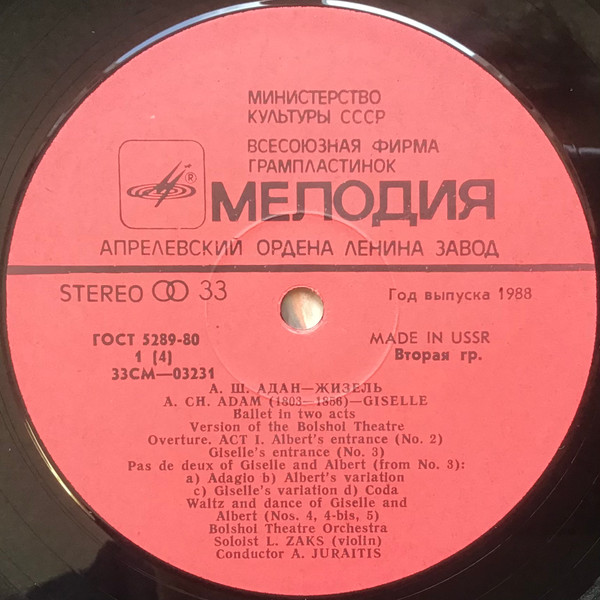 МИНИСТЕРСТВО
КУЛЬТУРЫ СССР
ВСЕСОЮЗНАЯ ФИРМА
ГРАМПЛАСТИНОК
®
МЕЛОДИЯ
АПРЕЛЕВСКИЙ ОРДЕНА ЛЕНИНА ЗАВОД
STEREO 33
Год выпуска 1988
ГОСТ 5289-80
MADE IN USSR
1 (4)
Вторая гр.
33СМ—03231
А. Ш. АДАН—ЖИЗЕЛЬ
A. CH. ADAM (1803—1856)—GISELLE
Ballet in two acts
Version of the Bolshoi Theatre
Overture. ACT I. Albert's entrance (No. 2)
Giselle's entrance (No. 3)
Pas de deux of Giselle and Albert (from No. 3):
a) Adagio b) Albert's variation
c) Giselle's variation d) Coda
Waltz and dance of Giselle and
Albert (Nos. 4, 4-bis, 5)
Bolshoi Theatre Orchestra
Soloist L. ZAKS (violin)
Conductor A. JURAITIS